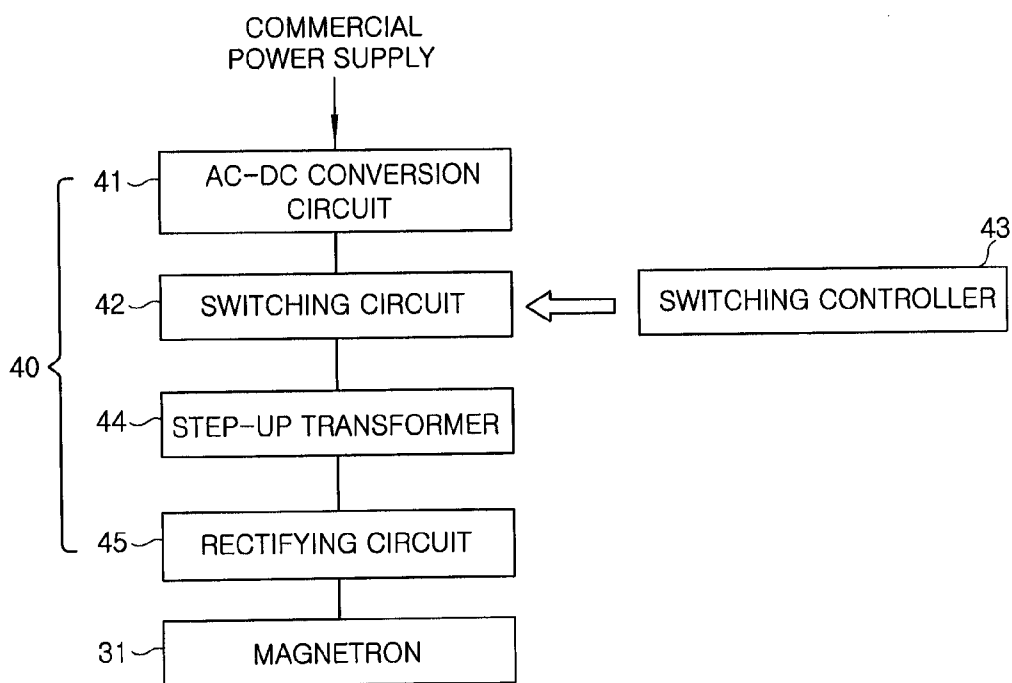 COMMERCIAL
POWER SUPPLY
41
AC-DC CONVERSION
CIRCUIT
43
42
SWITCHING CIRCUIT
SWITCHING CONTROLLER
40
44
STEP-UP TRANSFORMER
45
RECTIFYING CIRCUIT
31
MAGNETRON